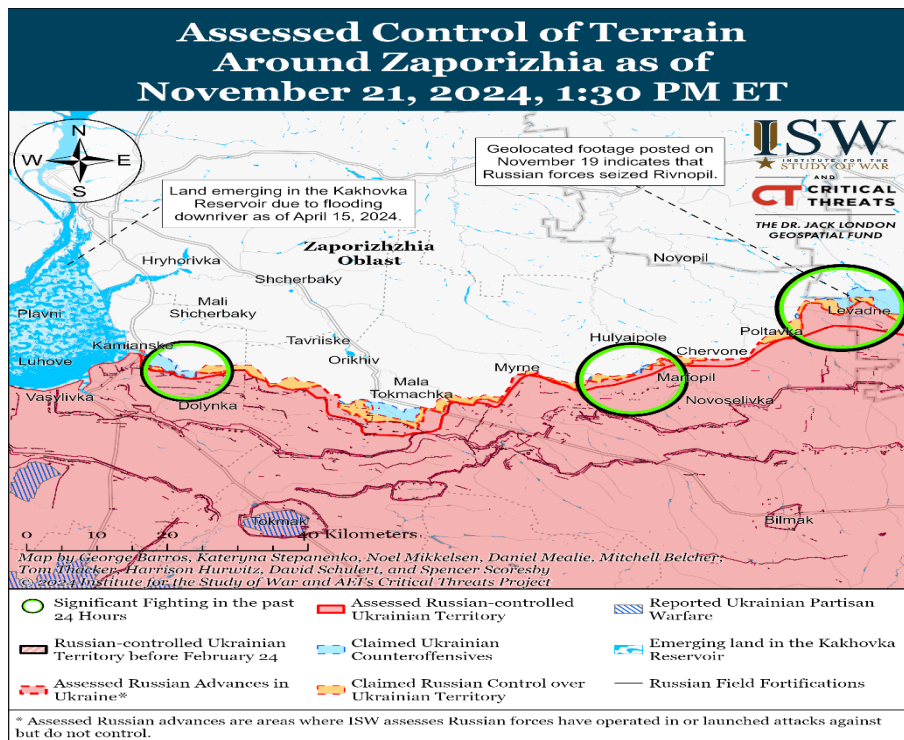 Assessed Control of Terrain
Around Zaporizhia as of
November 21, 2024, 1:30 PM ET
N
W E
S
Land emerging in the Kakhovka
Reservoir due to flooding
downriver as of April 15, 2024.
Geolocated footage posted on
November 19 indicates that
Russian forces seized Rivnopil.
ISW
INSTITUTE FOR THE
STUDY OF WAR
AND
CT CRITICAL
THREATS
THE DR. JACK LONDON
GEOSPATIAL FUND
Zaporizhzhia
Oblast
Hryhorivka
Shcherbaky
Novopil
Plavni
Mali
Shcherbaky
Levadne
Kamianske
Tavriiske
Hulyaipole
Poltavka
Luhove
Orikhiv
Chervone
Myrne
Marfopil
Vasylivka
Dolynka
Mala
Tokmachka
Novoselivka
Tokmak
Bilmak
0 20 40 Kilometers
Map by George Barros, Kateryna Stepanenko, Noel Mikkelsen, Daniel Mealie, Mitchell Belcher,
Tom Thacker, Harrison Hurwitz, David Schulert, and Spencer Scoresby
© 2024 Institute for the Study of War and AEI's Critical Threats Project
Significant Fighting in the past
24 Hours
Assessed Russian-controlled
Ukrainian Territory
Reported Ukrainian Partisan
Warfare
Russian-controlled Ukrainian
Territory before February 24
Claimed Ukrainian
Counteroffensives
Emerging land in the Kakhovka
Reservoir
Assessed Russian Advances in
Ukraine*
Claimed Russian Control over
Ukrainian Territory
Russian Field Fortifications
* Assessed Russian advances are areas where ISW assesses Russian forces have operated in or launched attacks against
but do not control.